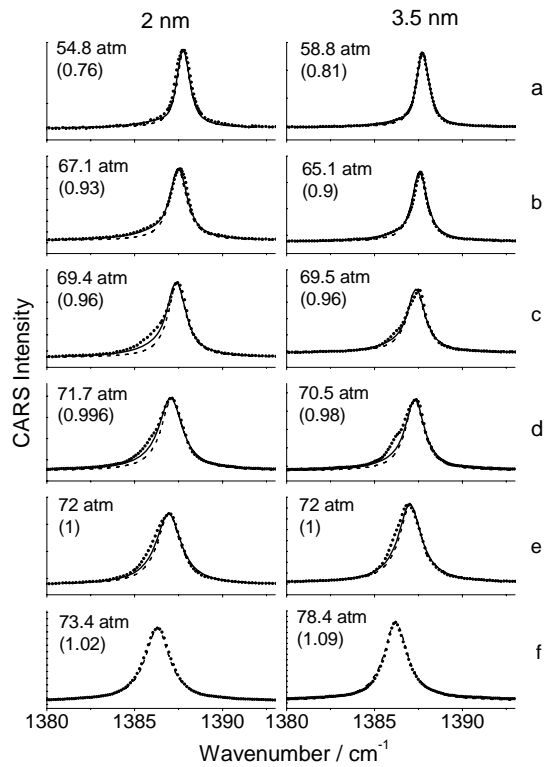 2 nm 3.5 nm
54.8 atm
(0.76)
58.8 atm
(0.81)
a
67.1 atm
(0.93)
65.1 atm
(0.9)
b
69.4 atm
(0.96)
69.5 atm
(0.96)
c
71.7 atm
(0.996)
70.5 atm
(0.98)
d
72 atm
(1)
72 atm
(1)
e
73.4 atm
(1.02)
78.4 atm
(1.09)
f
CARS Intensity
1380 1385 1390 1380 1385 1390
Wavenumber / cm⁻¹